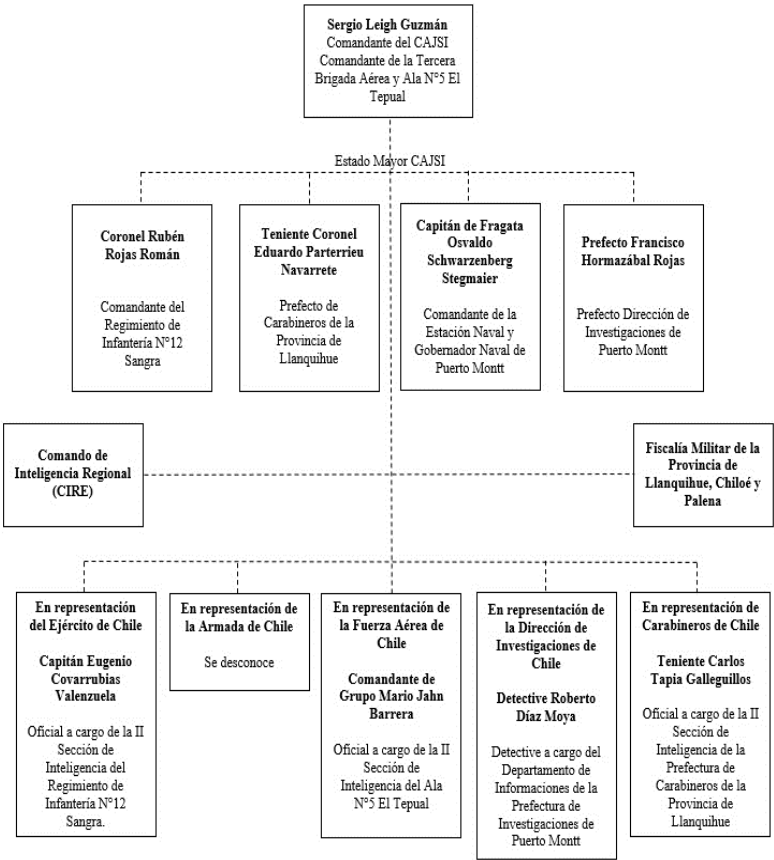 Sergio Leigh Guzmán
Comandante del CAJSI
Comandante de la Tercera
Brigada Aérea y Ala N°5 El
Tepual
Estado Mayor CAJSI
Coronel Rubén
Rojas Román
Comandante del
Regimiento de
Infantería N°12
Sangra
Teniente Coronel
Eduardo Parterrieu
Navarrete
Prefecto de
Carabineros de la
Provincia de
Llanquihue
Capitán de Fragata
Osvaldo
Schwarzenberg
Stegmaier
Comandante de la
Estación Naval y
Gobernador Naval de
Puerto Montt
Prefecto Francisco
Hormazábal Rojas
Prefecto Dirección de
Investigaciones de
Puerto Montt
Comando de
Inteligencia Regional
(CIRE)
Fiscalía Militar de la
Provincia de
Llanquihue, Chiloé y
Palena
En representación
del Ejército de Chile
Capitán Eugenio
Covarrubias
Valenzuela
Oficial a cargo de la II
Sección de
Inteligencia del
Regimiento de
Infantería N°12
Sangra.
En representación de
la Armada de Chile
Se desconoce
En representación de
la Fuerza Aérea de
Chile
Comandante de
Grupo Mario Jahn
Barrera
Oficial a cargo de la II
Sección de
Inteligencia del Ala
N°5 El Tepual
En representación de
la Dirección de
Investigaciones de
Chile
Detective Roberto
Díaz Moya
Detective a cargo del
Departamento de
Informaciones de la
Prefectura de
Investigaciones de
Puerto Montt
En representación de
Carabineros de Chile
Teniente Carlos
Tapia Galleguillos
Oficial a cargo de la II
Sección de
Inteligencia de la
Prefectura de
Carabineros de la
Provincia de
Llanquihue